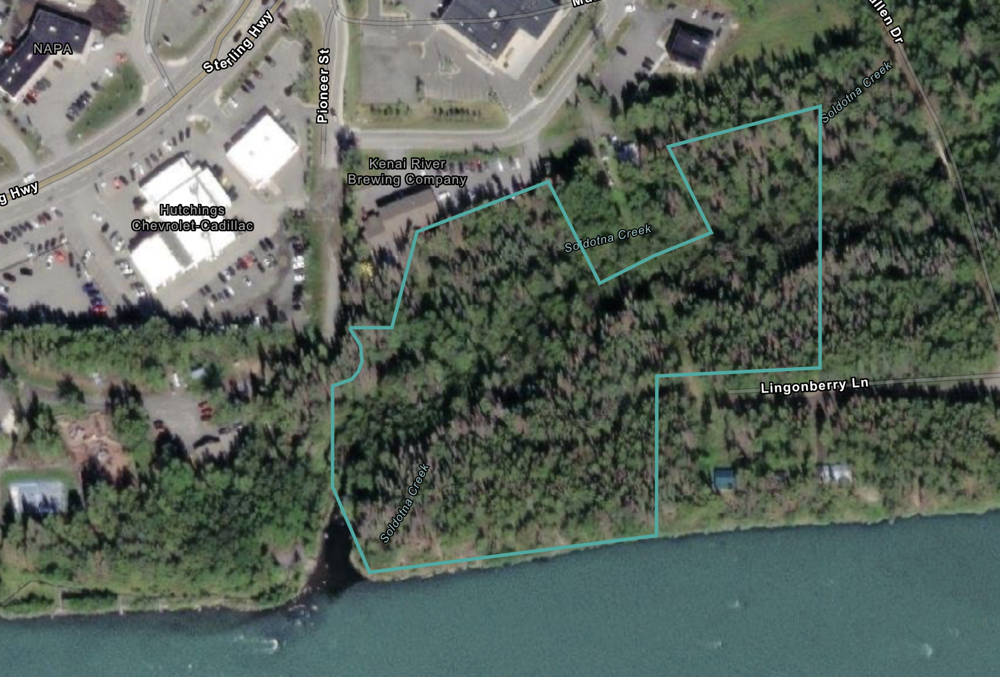 NAPA
Sterling Hwy
Pioneer St
Soldotna Creek
Kenai River
Brewing Company
g Hwy
Hutchings
Chevrolet-Cadillac
Soldotna Creek
Lingonberry Ln
Soldotna Creek